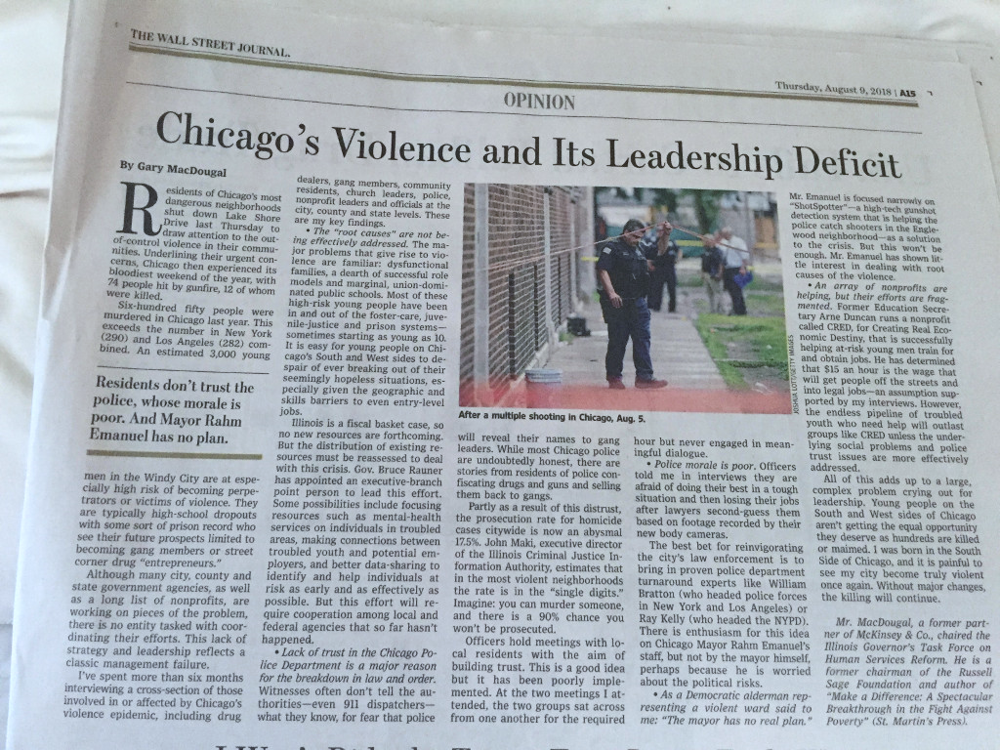 THE WALL STREET JOURNAL.
Thursday, August 9, 2018 | A15
OPINION
Chicago's Violence and Its Leadership Deficit
By Gary MacDougal
Residents of Chicago's most
dangerous neighborhoods
shut down Lake Shore
Drive last Thursday to
draw attention to the out-
of-control violence in their commu-
nities. Underlining their urgent con-
cerns, Chicago then experienced its
bloodiest weekend of the year, with
74 people hit by gunfire, 12 of whom
were killed.
Six-hundred fifty people were
murdered in Chicago last year. This
exceeds the number in New York
(290) and Los Angeles (282) com-
bined. An estimated 3,000 young
Residents don't trust the
police, whose morale is
poor. And Mayor Rahm
Emanuel has no plan.
men in the Windy City are at espe-
cially high risk of becoming perpe-
trators or victims of violence. They
are typically high-school dropouts
with some sort of prison record who
see their future prospects limited to
becoming gang members or street
corner drug "entrepreneurs."
Although many city, county and
state government agencies, as well
as a long list of nonprofits, are
working on pieces of the problem,
there is no entity tasked with coor-
dinating their efforts. This lack of
strategy and leadership reflects a
classic management failure.
I've spent more than six months
interviewing a cross-section of those
involved in or affected by Chicago's
violence epidemic, including drug
dealers, gang members, community
residents, church leaders, police,
nonprofit leaders and officials at the
city, county and state levels. These
are my key findings.
• The "root causes" are not be-
ing effectively addressed. The ma-
jor problems that give rise to vio-
lence are familiar: dysfunctional
families, a dearth of successful role
models and marginal, union-domi-
nated public schools. Most of these
high-risk young people have been
in and out of the foster-care, juve-
nile-justice and prison systems—
sometimes starting as young as 10.
It is easy for young people on Chi-
cago's South and West sides to de-
spair of ever breaking out of their
seemingly hopeless situations, es-
pecially given the geographic and
skills barriers to even entry-level
jobs.
Illinois is a fiscal basket case, so
no new resources are forthcoming.
But the distribution of existing re-
sources must be reassessed to deal
with this crisis. Gov. Bruce Rauner
has appointed an executive-branch
point person to lead this effort.
Some possibilities include focusing
resources such as mental-health
services on individuals in troubled
areas, making connections between
troubled youth and potential em-
ployers, and better data-sharing to
identify and help individuals at
risk as early and as effectively as
possible. But this effort will re-
quire cooperation among local and
federal agencies that so far hasn't
happened.
• Lack of trust in the Chicago Po-
lice Department is a major reason
for the breakdown in law and order.
Witnesses often don't tell the au-
thorities—even 911 dispatchers—
what they know, for fear that police
JOSHUA LOTT/GETTY IMAGES
After a multiple shooting in Chicago, Aug. 5.
will reveal their names to gang
leaders. While most Chicago police
are undoubtedly honest, there are
stories from residents of police con-
fiscating drugs and guns and selling
them back to gangs.
Partly as a result of this distrust,
the prosecution rate for homicide
cases citywide is now an abysmal
17.5%. John Maki, executive director
of the Illinois Criminal Justice In-
formation Authority, estimates that
in the most violent neighborhoods
the rate is in the "single digits."
Imagine: you can murder someone,
and there is a 90% chance you
won't be prosecuted.
Officers hold meetings with lo-
cal residents with the aim of
building trust. This is a good idea
but it has been poorly imple-
mented. At the two meetings I at-
tended, the two groups sat across
from one another for the required
hour but never engaged in mean-
ingful dialogue.
• Police morale is poor. Officers
told me in interviews they are
afraid of doing their best in a tough
situation and then losing their jobs
after lawyers second-guess them
based on footage recorded by their
new body cameras.
The best bet for reinvigorating
the city's law enforcement is to
bring in proven police department
turnaround experts like William
Bratton (who headed police forces
in New York and Los Angeles) or
Ray Kelly (who headed the NYPD).
There is enthusiasm for this idea
on Chicago Mayor Rahm Emanuel's
staff, but not by the mayor himself,
perhaps because he is worried
about the political risks.
• As a Democratic alderman rep-
resenting a violent ward said to
me: "The mayor has no real plan."
Mr. Emanuel is focused narrowly on
"ShotSpotter"—a high-tech gunshot
detection system that is helping the
police catch shooters in the Engle-
wood neighborhood—as a solution
to the crisis. But this won't be
enough. Mr. Emanuel has shown lit-
tle interest in dealing with root
causes of the violence.
• An array of nonprofits are
helping, but their efforts are frag-
mented. Former Education Secre-
tary Arne Duncan runs a nonprofit
called CRED, for Creating Real Eco-
nomic Destiny, that is successfully
helping at-risk young men train for
and obtain jobs. He has determined
that $15 an hour is the wage that
will get people off the streets and
into legal jobs—an assumption sup-
ported by my interviews. However,
the endless pipeline of troubled
youth who need help will outlast
groups like CRED unless the under-
lying social problems and police
trust issues are more effectively
addressed.
All of this adds up to a large,
complex problem crying out for
leadership. Young people on the
South and West sides of Chicago
aren't getting the equal opportunity
they deserve as hundreds are killed
or maimed. I was born in the South
Side of Chicago, and it is painful to
see my city become truly violent
once again. Without major changes,
the killing will continue.
Mr. MacDougal, a former part-
ner of McKinsey & Co., chaired the
Illinois Governor's Task Force on
Human Services Reform. He is a
former chairman of the Russell
Sage Foundation and author of
"Make a Difference: A Spectacular
Breakthrough in the Fight Against
Poverty" (St. Martin's Press).